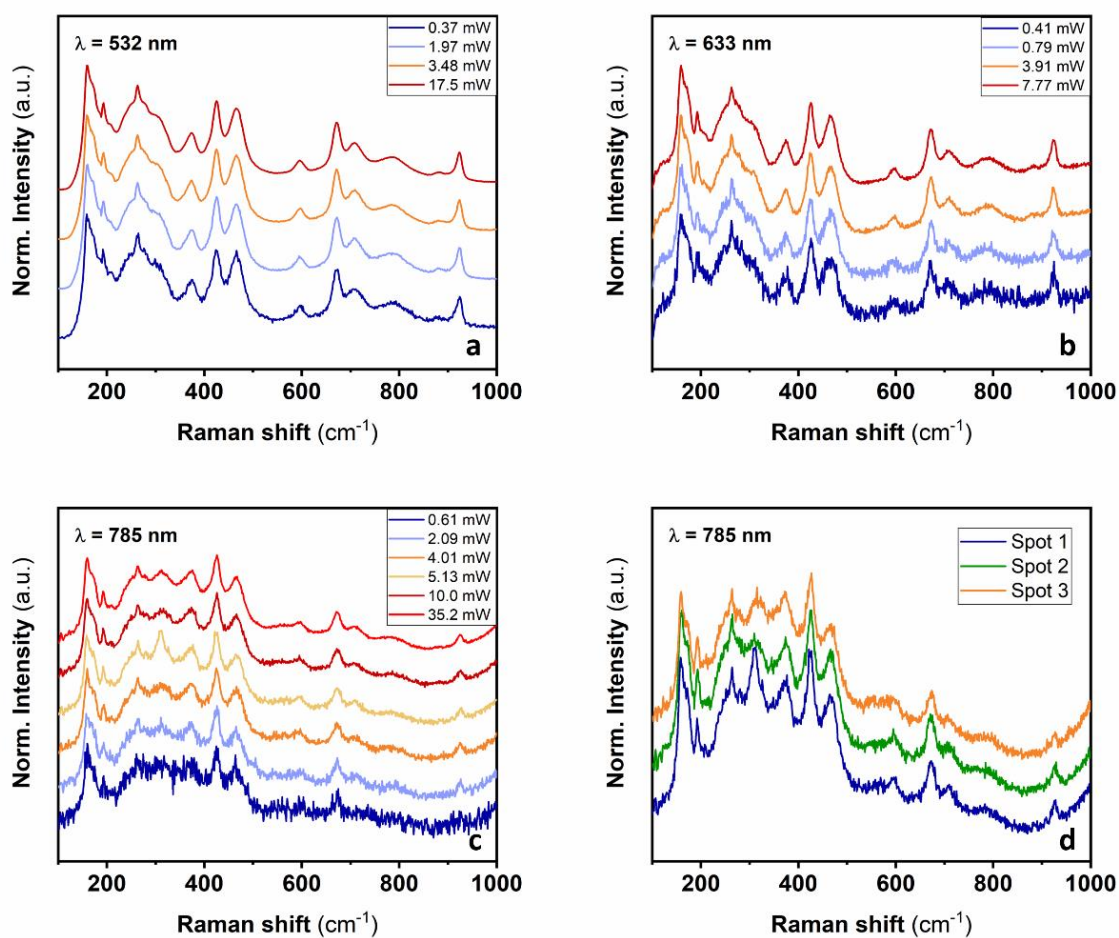 λ = 532 nm
0.37 mW
1.97 mW
3.48 mW
17.5 mW
a
Norm. Intensity (a.u.)
200 400 600 800 1000
Raman shift (cm⁻¹)
λ = 633 nm
0.41 mW
0.79 mW
3.91 mW
7.77 mW
b
Norm. Intensity (a.u.)
200 400 600 800 1000
Raman shift (cm⁻¹)
λ = 785 nm
0.61 mW
2.09 mW
4.01 mW
5.13 mW
10.0 mW
35.2 mW
c
Norm. Intensity (a.u.)
200 400 600 800 1000
Raman shift (cm⁻¹)
λ = 785 nm
Spot 1
Spot 2
Spot 3
d
Norm. Intensity (a.u.)
200 400 600 800 1000
Raman shift (cm⁻¹)